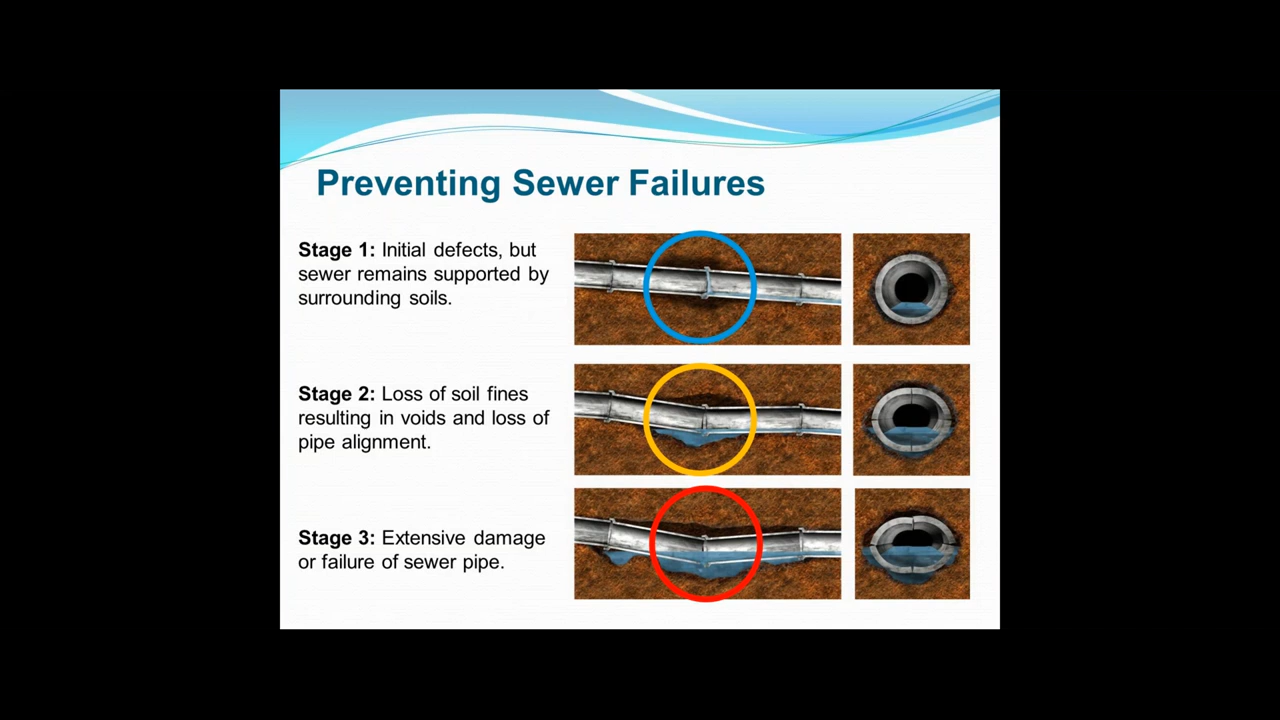 Preventing Sewer Failures
Stage 1: Initial defects, but
sewer remains supported by
surrounding soils.
Stage 2: Loss of soil fines
resulting in voids and loss of
pipe alignment.
Stage 3: Extensive damage
or failure of sewer pipe.